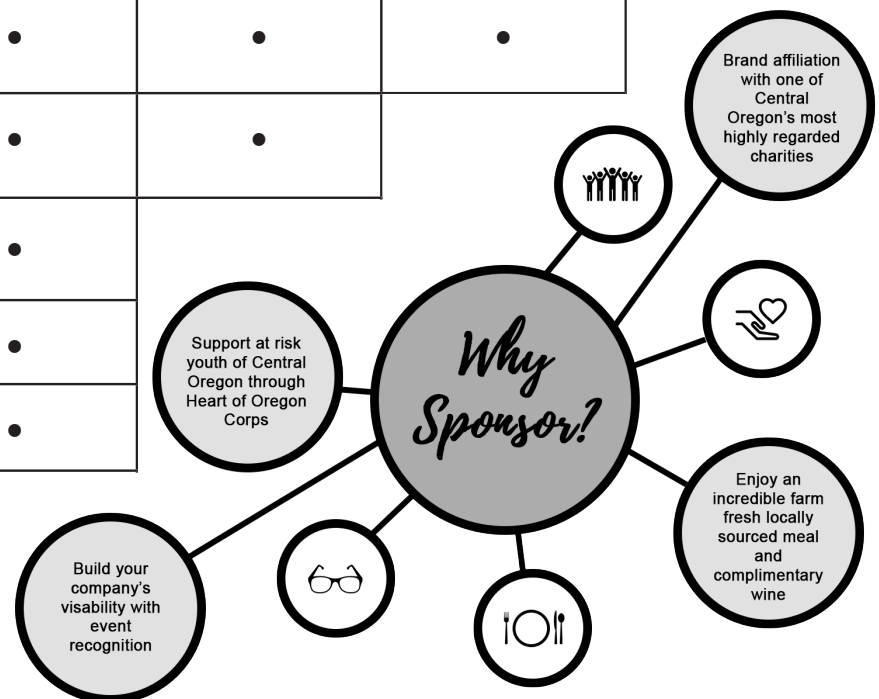 Brand affiliation
with one of
Central
Oregon's most
highly regarded
charities
Why
Sponsor?
Support at risk
youth of Central
Oregon through
Heart of Oregon
Corps
Enjoy an
incredible farm
fresh locally
sourced meal
and
complimentary
wine
Build your
company's
visability with
event
recognition